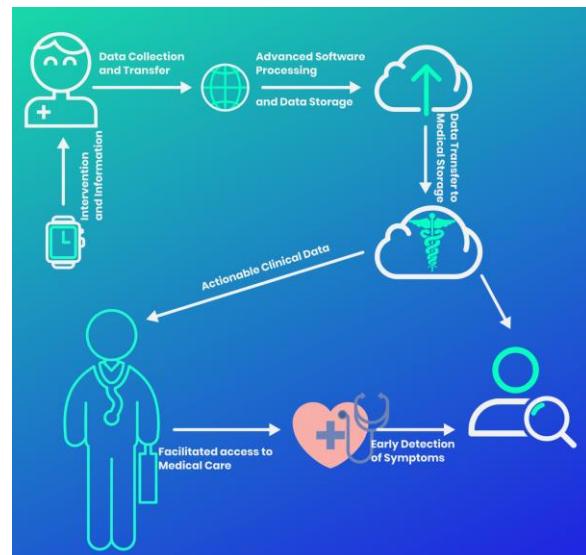 Data Collection
and Transfer
Advanced Software
Processing
and Data Storage
Data Transfer to
Medical Storage
Intervention
and Information
Actionable Clinical Data
Facilitated access to
Medical Care
Early Detection
of Symptoms